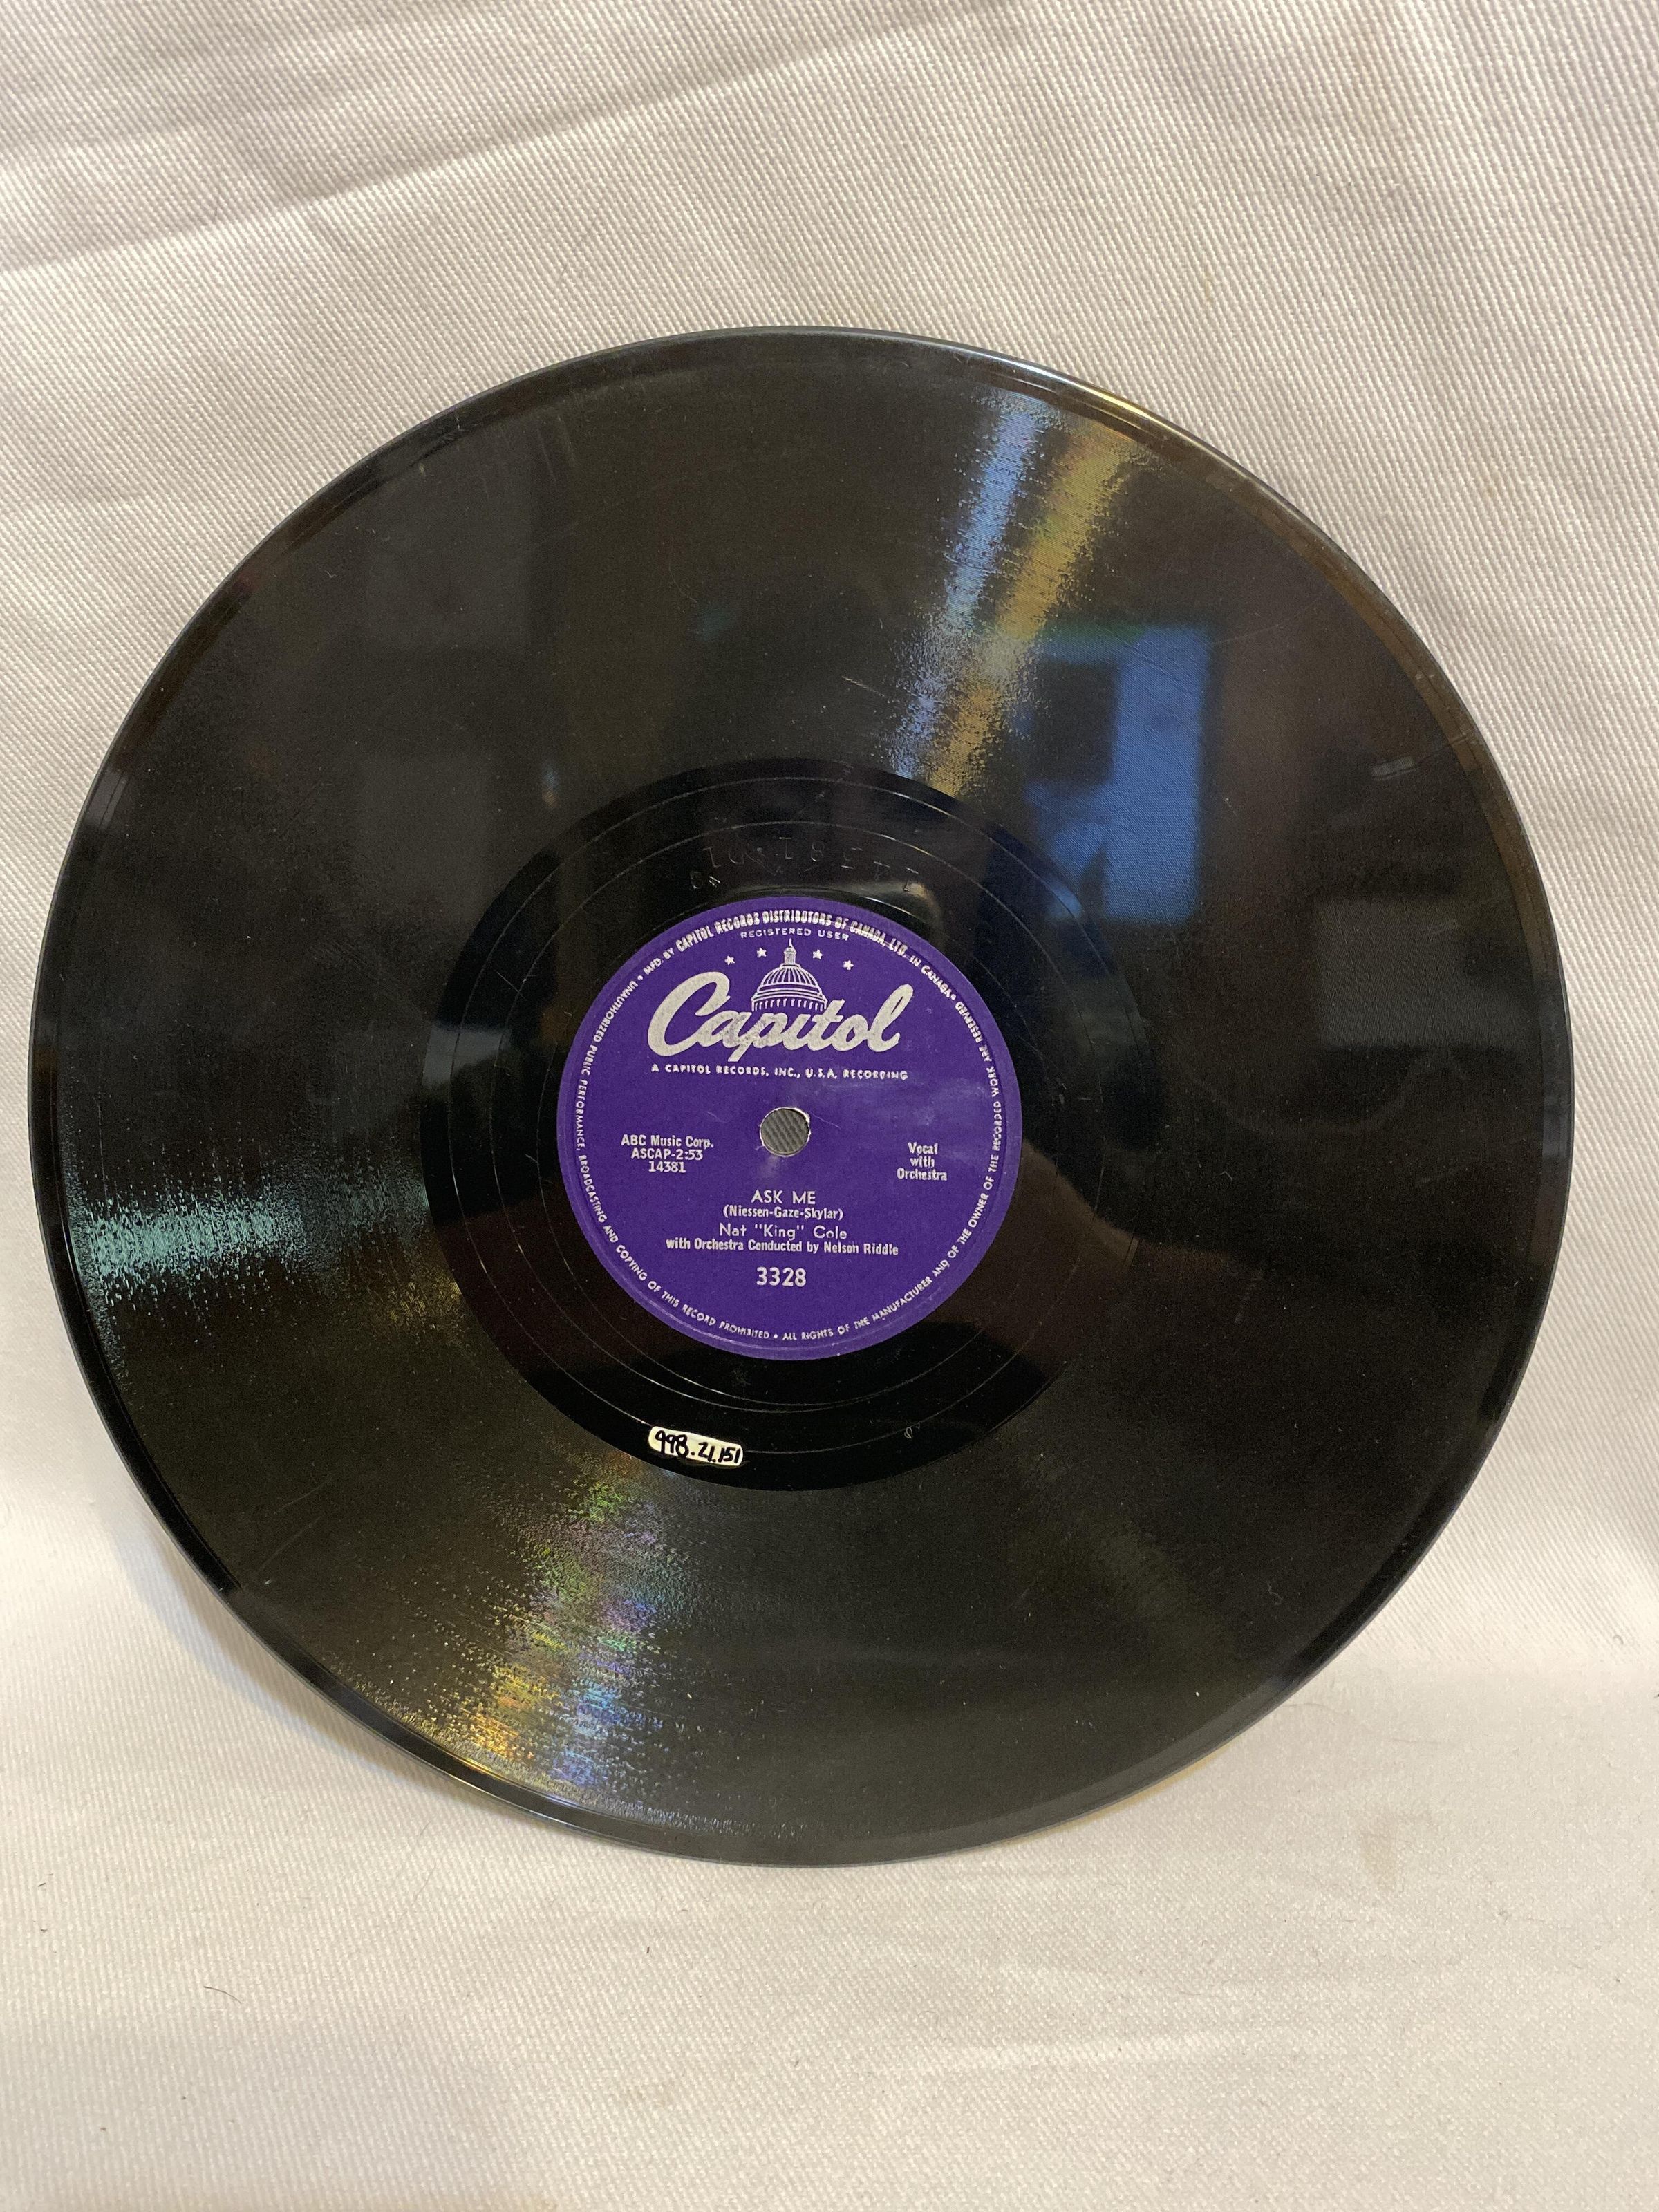 UNAUTHORIZED PUBLIC PERFORMANCE, BROADCASTING AND COPYING OF THIS RECORD PROHIBITED • ALL RIGHTS OF THE MANUFACTURER AND OF THE OWNER OF THE RECORDED WORK ARE RESERVED
• MFD. BY CAPITOL RECORDS DISTRIBUTORS OF CANADA, LTD. IN CANADA •
REGISTERED USER
Capitol
A CAPITOL RECORDS, INC., U.S.A. RECORDING
ABC Music Corp.
ASCAP-2:53
14381
Vocal
with
Orchestra
ASK ME
(Niessen-Gaze-Skylar)
Nat "King" Cole
with Orchestra Conducted by Nelson Riddle
3328
998.21.151